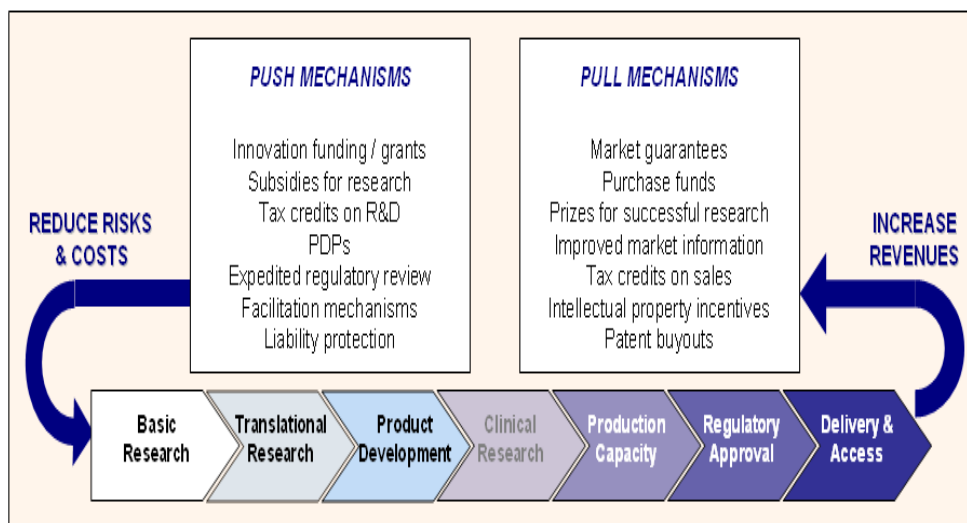 PUSH MECHANISMS
Innovation funding / grants
Subsidies for research
Tax credits on R&D
PDPs
Expedited regulatory review
Facilitation mechanisms
Liability protection
PULL MECHANISMS
Market guarantees
Purchase funds
Prizes for successful research
Improved market information
Tax credits on sales
Intellectual property incentives
Patent buyouts
REDUCE RISKS
& COSTS
INCREASE
REVENUES
Basic
Research
Translational
Research
Product
Development
Clinical
Research
Production
Capacity
Regulatory
Approval
Delivery &
Access